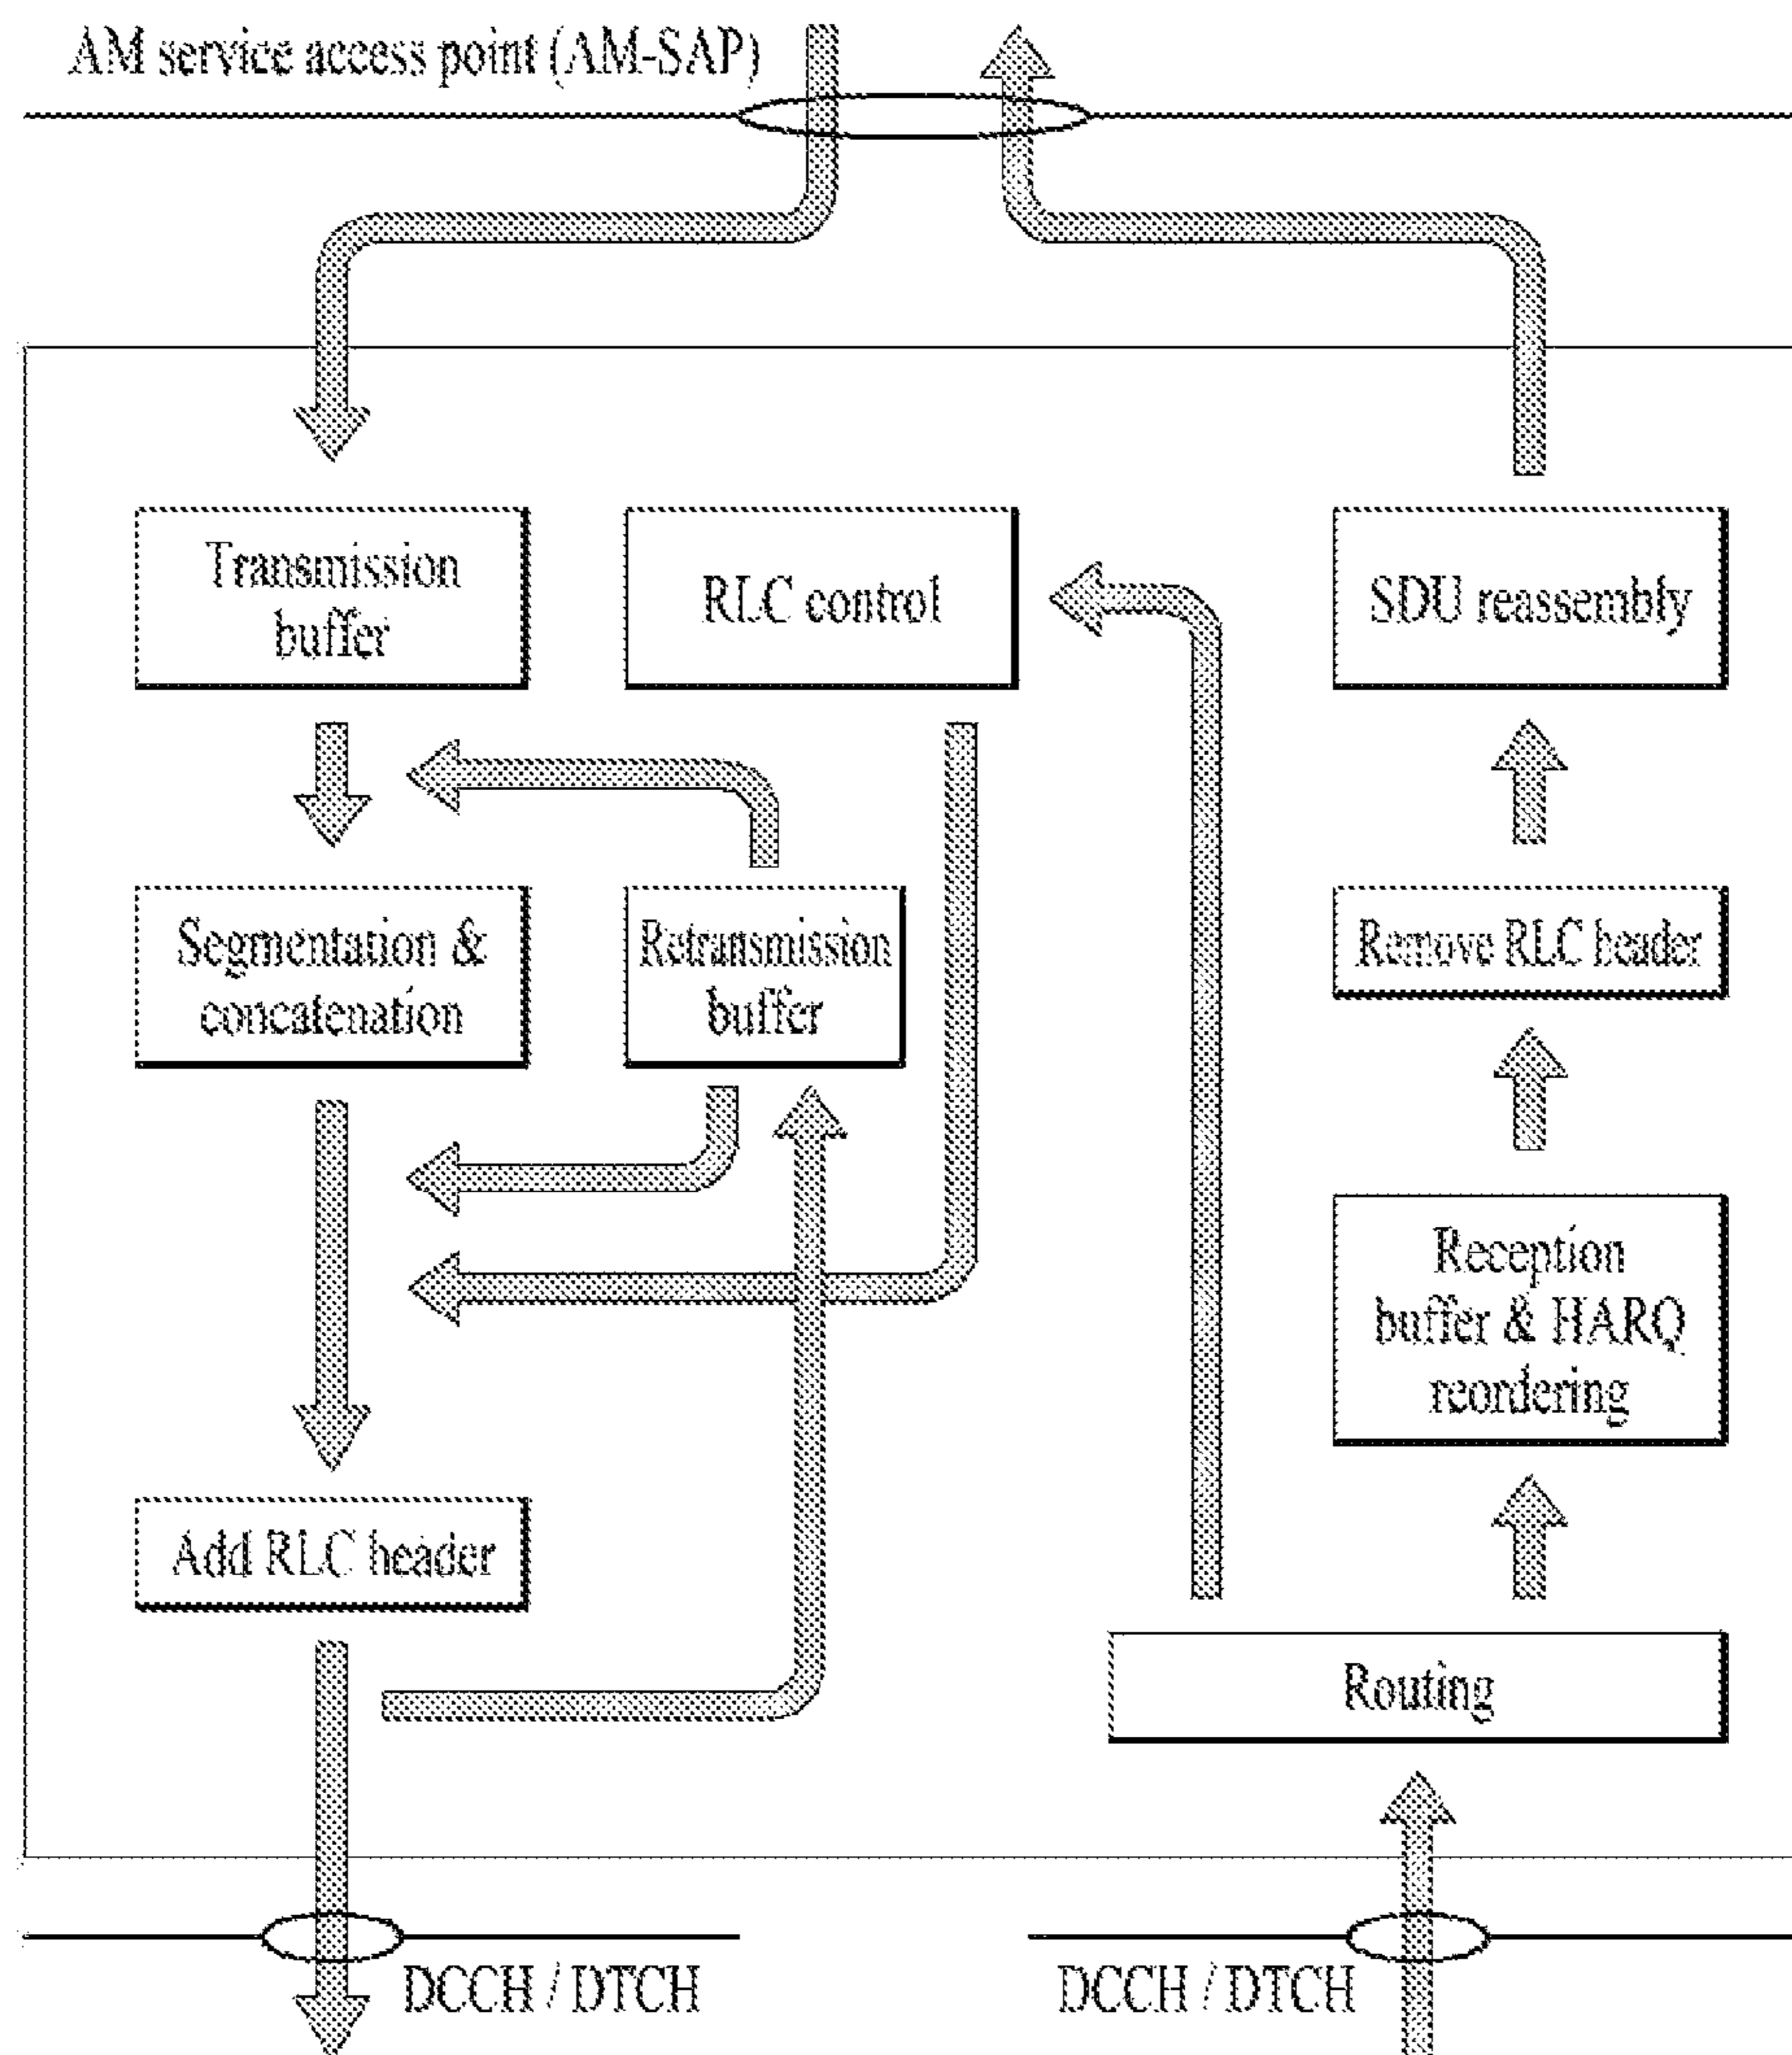 AM service access point (AM-SAP)
Transmission
buffer
RLC control
SDU reassembly
Segmentation &
concatenation
Retransmission
buffer
Remove RLC header
Reception
buffer & HARQ
reordering
Add RLC header
Routing
DCCH / DTCH
DCCH / DTCH